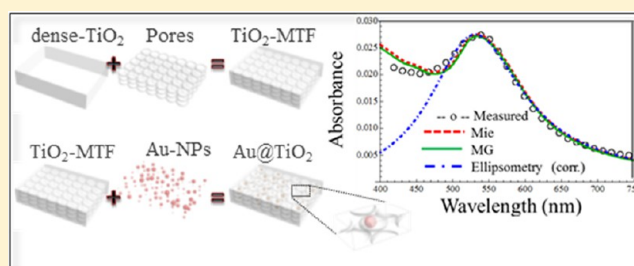 dense-TiO2 Pores TiO2-MTF
+ =
TiO2-MTF Au-NPs Au@TiO2
+ =
Absorbance
0.030
0.025
0.020
0.015
0.010
0.005
-- o -- Measured
Mie
MG
Ellipsometry (corr.)
400 450 500 550 600 650 700 750
Wavelength (nm)